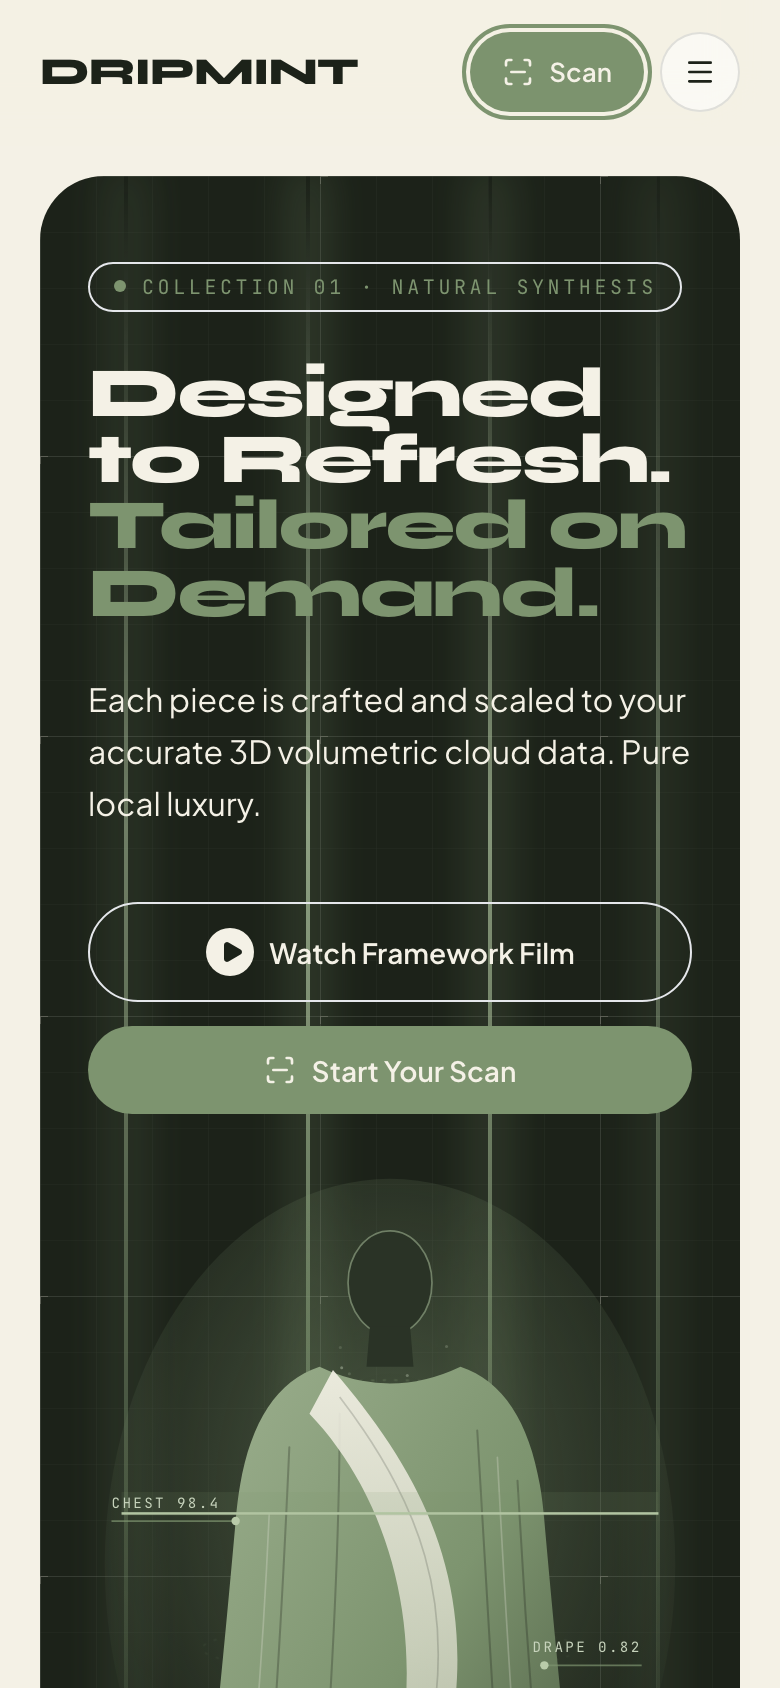 DRIPMINT
Scan
COLLECTION 01 · NATURAL SYNTHESIS
Designed
to Refresh.
Tailored on
Demand.
Each piece is crafted and scaled to your
accurate 3D volumetric cloud data. Pure
local luxury.
Watch Framework Film
Start Your Scan
CHEST 98.4
DRAPE 0.82